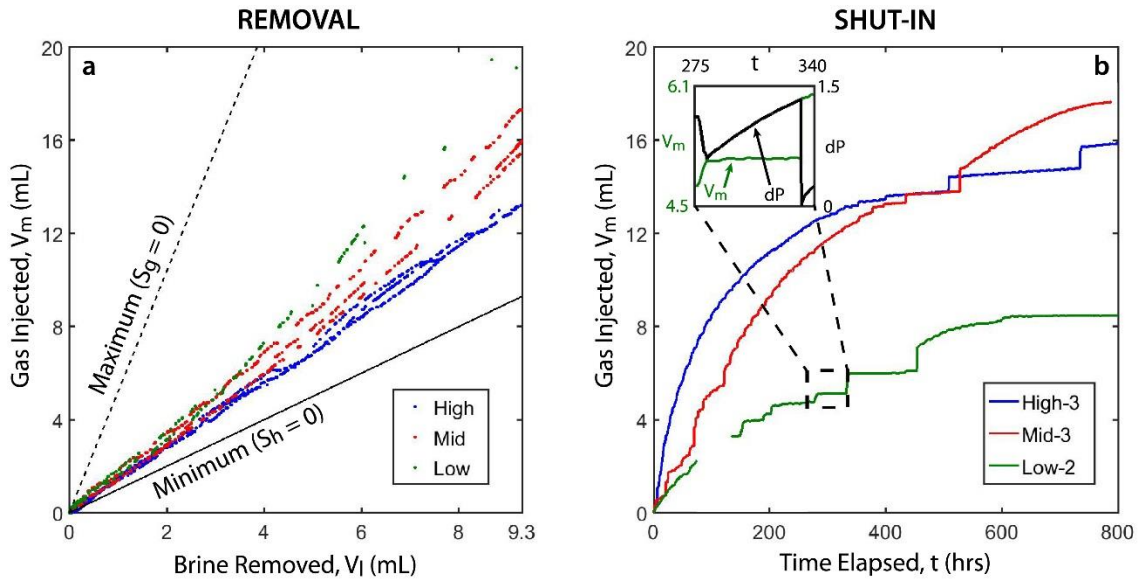 REMOVAL
a
20
16
12
8
4
0
Gas Injected, Vm (mL)
Maximum (Sg = 0)
Minimum (Sh = 0)
High
Mid
Low
0
2
4
6
8
9.3
Brine Removed, Vl (mL)
SHUT-IN
b
20
16
12
8
4
0
Gas Injected, Vm (mL)
275
t
340
6.1
Vm
4.5
1.5
dP
0
Vm
dP
High-3
Mid-3
Low-2
0
200
400
600
800
Time Elapsed, t (hrs)